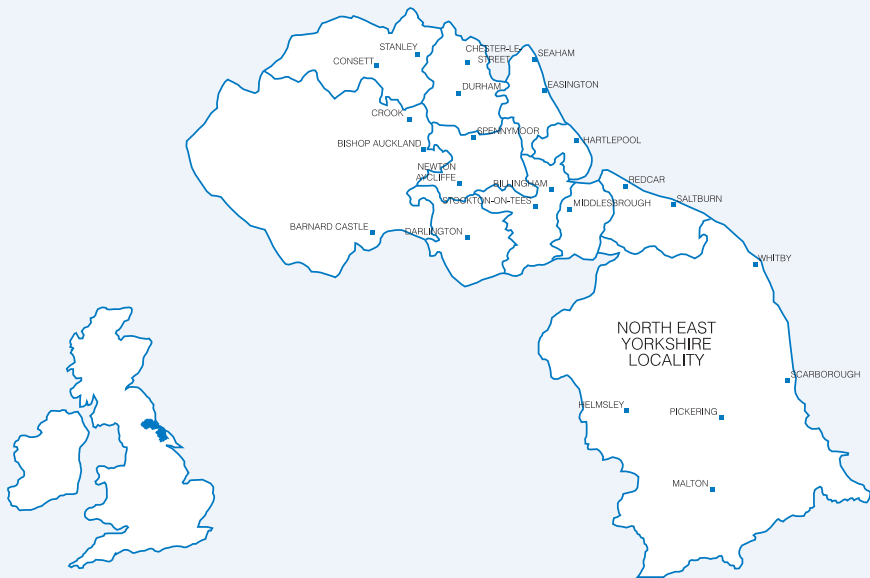 STANLEY
CHESTER-LE-
STREET
SEAHAM
CONSETT
DURHAM
EASINGTON
CROOK
SPENNYMOOR
HARTLEPOOL
BISHOP AUCKLAND
NEWTON
AYCLIFFE
BILLINGHAM
REDCAR
STOCKTON-ON-TEES
MIDDLESBROUGH
SALTBURN
BARNARD CASTLE
DARLINGTON
WHITBY
NORTH EAST
YORKSHIRE
LOCALITY
SCARBOROUGH
HELMSLEY
PICKERING
MALTON